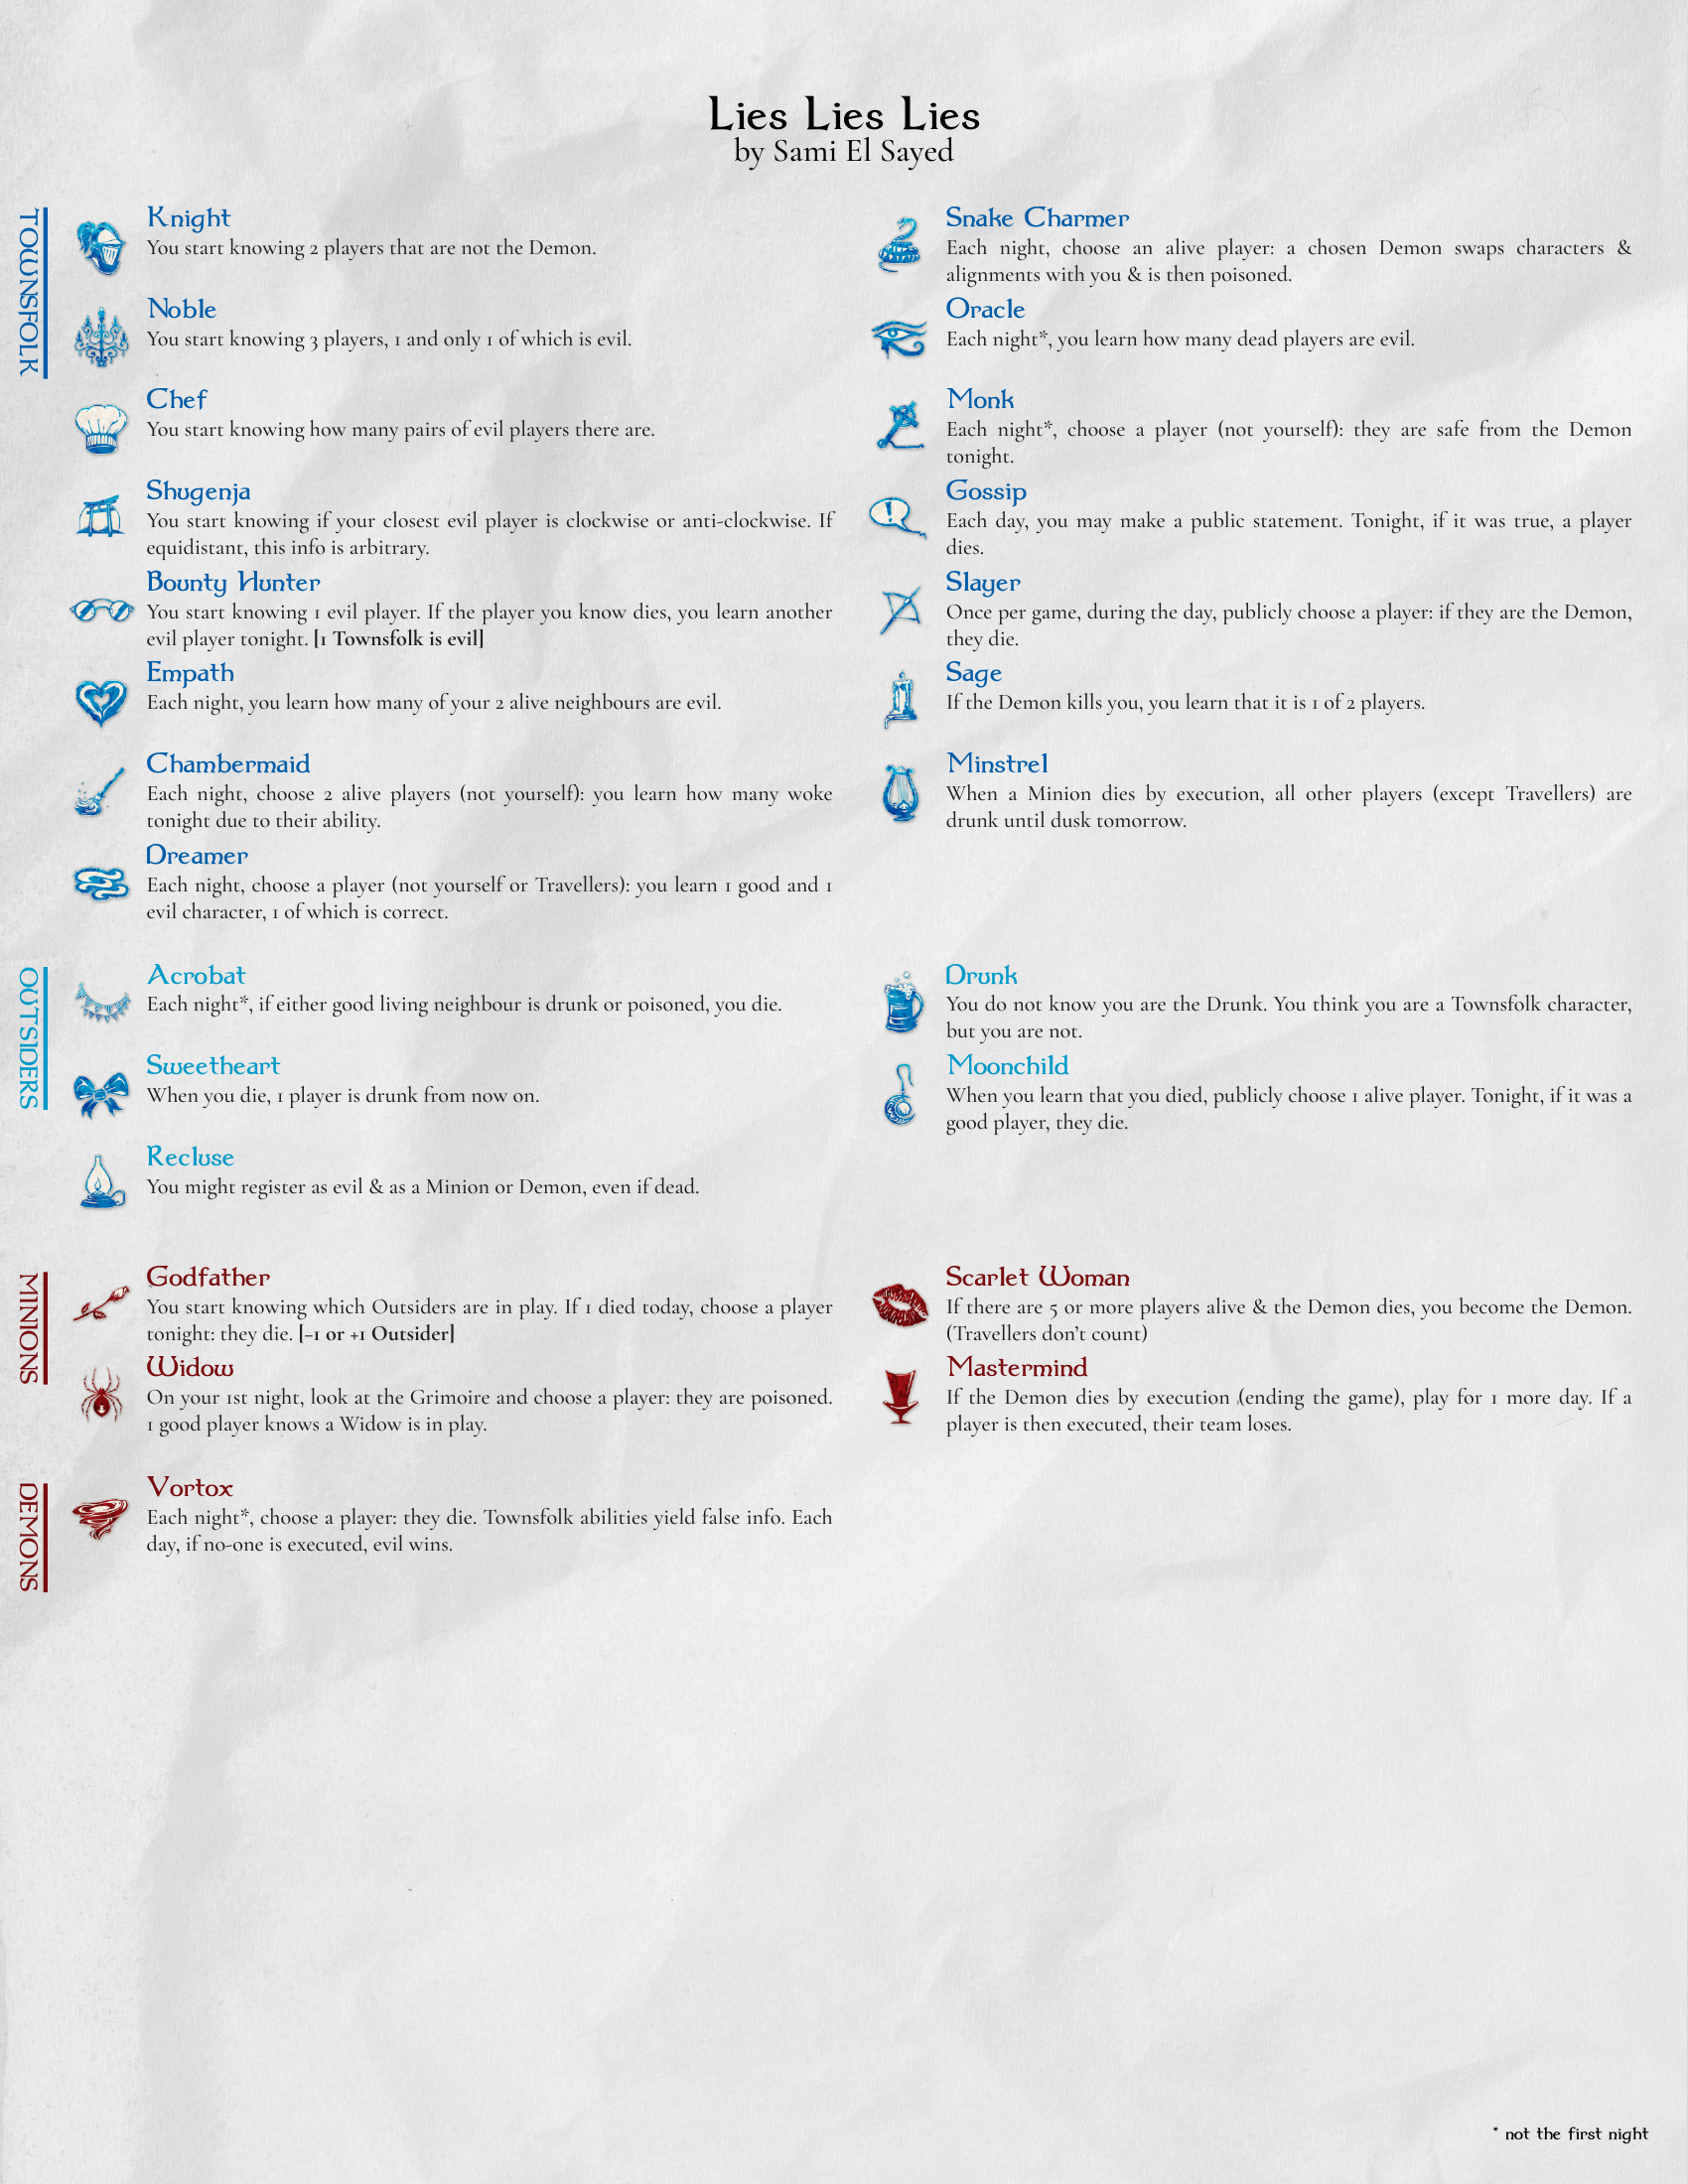 Lies Lies Lies
by Sami El Sayed
TOWNSFOLK
Knight
You start knowing 2 players that are not the Demon.
Noble
You start knowing 3 players, 1 and only 1 of which is evil.
Chef
You start knowing how many pairs of evil players there are.
Shugenja
You start knowing if your closest evil player is clockwise or anti-clockwise. If
equidistant, this info is arbitrary.
Bounty Hunter
You start knowing 1 evil player. If the player you know dies, you learn another
evil player tonight. [1 Townsfolk is evil]
Empath
Each night, you learn how many of your 2 alive neighbours are evil.
Chambermaid
Each night, choose 2 alive players (not yourself): you learn how many woke
tonight due to their ability.
Dreamer
Each night, choose a player (not yourself or Travellers): you learn 1 good and 1
evil character, 1 of which is correct.
Snake Charmer
Each night, choose an alive player: a chosen Demon swaps characters &
alignments with you & is then poisoned.
Oracle
Each night*, you learn how many dead players are evil.
Monk
Each night*, choose a player (not yourself): they are safe from the Demon
tonight.
Gossip
Each day, you may make a public statement. Tonight, if it was true, a player
dies.
Slayer
Once per game, during the day, publicly choose a player: if they are the Demon,
they die.
Sage
If the Demon kills you, you learn that it is 1 of 2 players.
Minstrel
When a Minion dies by execution, all other players (except Travellers) are
drunk until dusk tomorrow.
OUTSIDERS
Acrobat
Each night*, if either good living neighbour is drunk or poisoned, you die.
Sweetheart
When you die, 1 player is drunk from now on.
Recluse
You might register as evil & as a Minion or Demon, even if dead.
Drunk
You do not know you are the Drunk. You think you are a Townsfolk character,
but you are not.
Moonchild
When you learn that you died, publicly choose 1 alive player. Tonight, if it was a
good player, they die.
MINIONS
Godfather
You start knowing which Outsiders are in play. If 1 died today, choose a player
tonight: they die. [−1 or +1 Outsider]
Widow
On your 1st night, look at the Grimoire and choose a player: they are poisoned.
1 good player knows a Widow is in play.
Scarlet Woman
If there are 5 or more players alive & the Demon dies, you become the Demon.
(Travellers don't count)
Mastermind
If the Demon dies by execution (ending the game), play for 1 more day. If a
player is then executed, their team loses.
DEMONS
Vortox
Each night*, choose a player: they die. Townsfolk abilities yield false info. Each
day, if no-one is executed, evil wins.
* not the first night